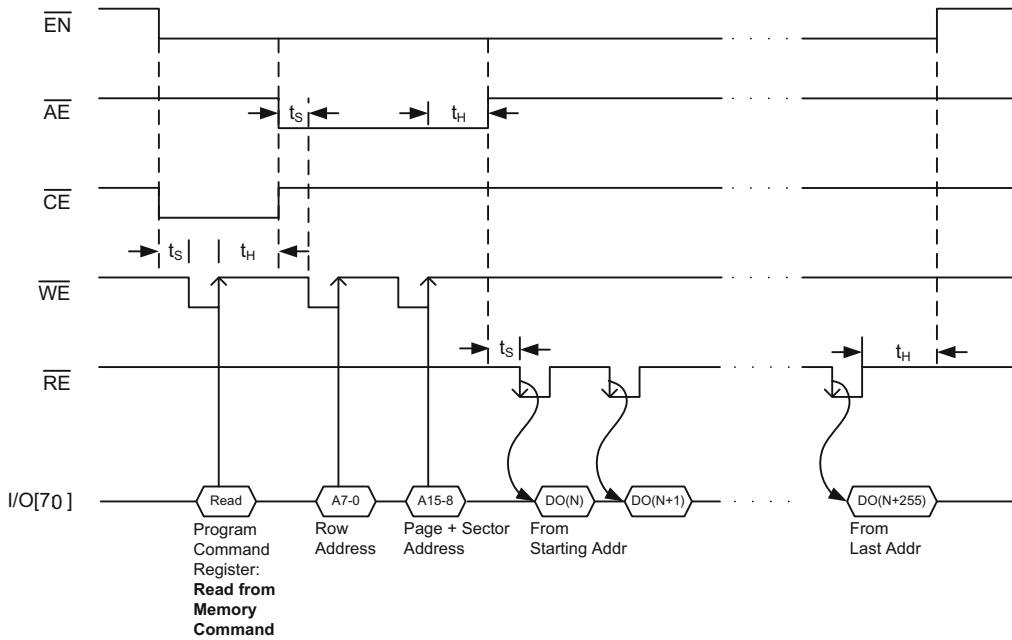 EN
AE
tS
tH
CE
tS
tH
WE
tS
tH
RE
I/O[70 ]
Read
A7-0
A15-8
DO(N)
DO(N+1)
DO(N+255)
Program
Command
Register:
Read from
Memory
Command
Row
Address
Page + Sector
Address
From
Starting Addr
From
Last Addr